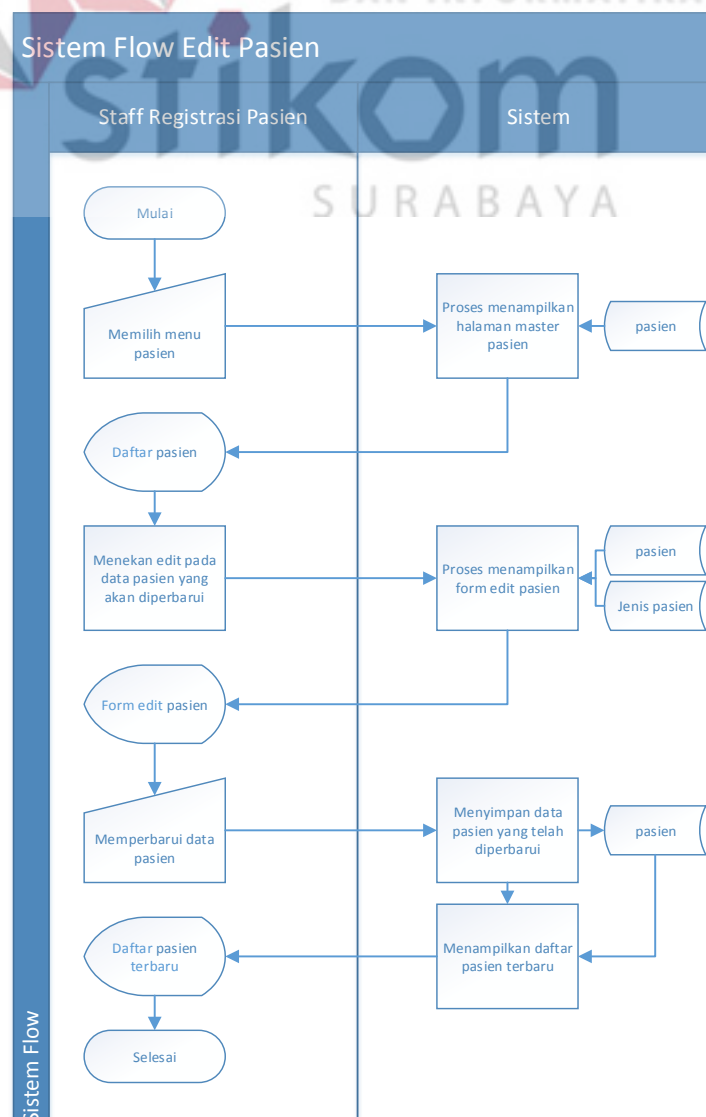 Sistem Flow Edit Pasien
stikom
SURABAYA
Staff Registrasi Pasien
Sistem
Mulai
Memilih menu
pasien
Proses menampilkan
halaman master
pasien
pasien
Daftar pasien
Menekan edit pada
data pasien yang
akan diperbarui
Proses menampilkan
form edit pasien
pasien
Jenis pasien
Form edit pasien
Memperbarui data
pasien
Menyimpan data
pasien yang telah
diperbarui
pasien
Daftar pasien
terbaru
Menampilkan daftar
pasien terbaru
Selesai
Sistem Flow